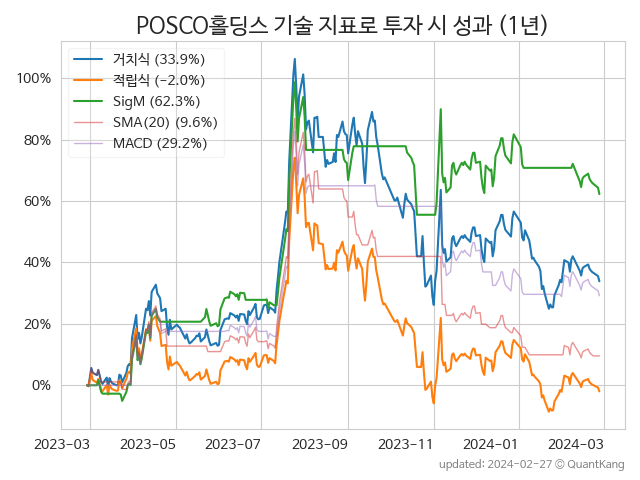 POSCO홀딩스 기술 지표로 투자 시 성과 (1년)
거치식 (33.9%)
적립식 (-2.0%)
SigM (62.3%)
SMA(20) (9.6%)
MACD (29.2%)
100%
80%
60%
40%
20%
0%
2023-03 2023-05 2023-07 2023-09 2023-11 2024-01 2024-03
updated: 2024-02-27 © QuantKang